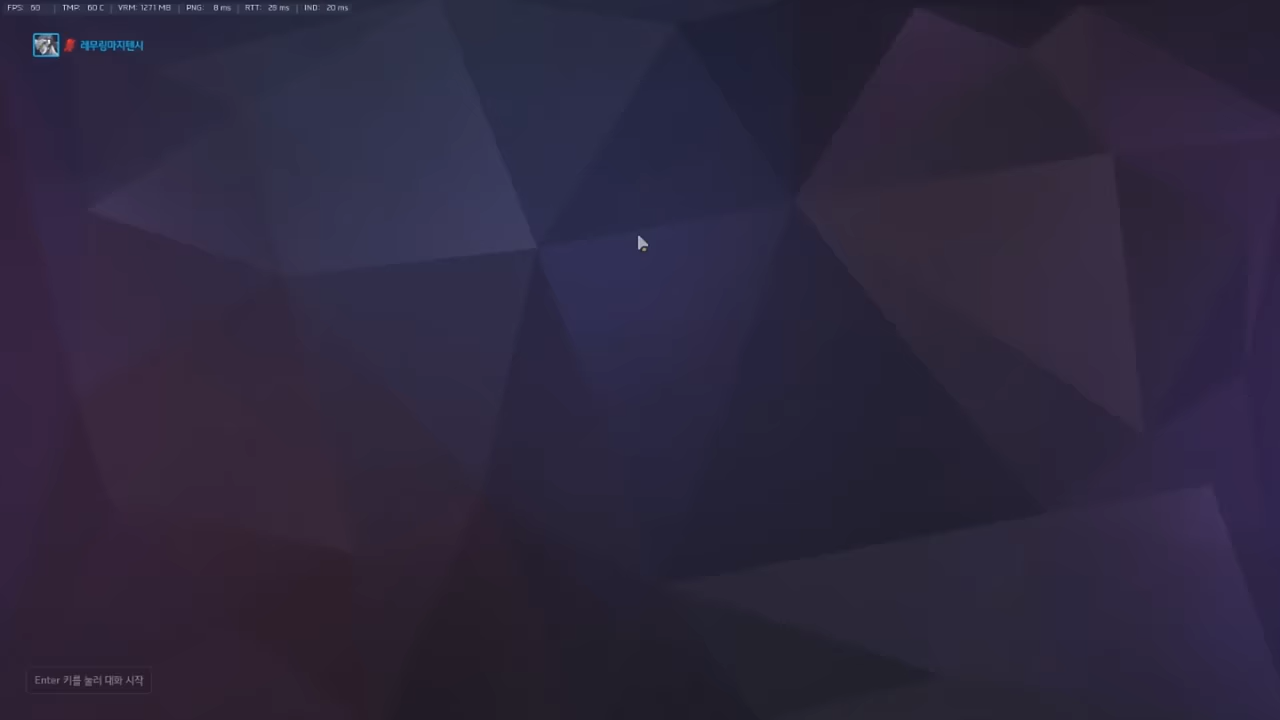 FPS: 60 | TMP: 60 C | VRM: 1271 MB | PNG: 8 ms | RTT: 28 ms | IND: 20 ms
레무링마지텐시
Enter 키를 눌러 대화 시작